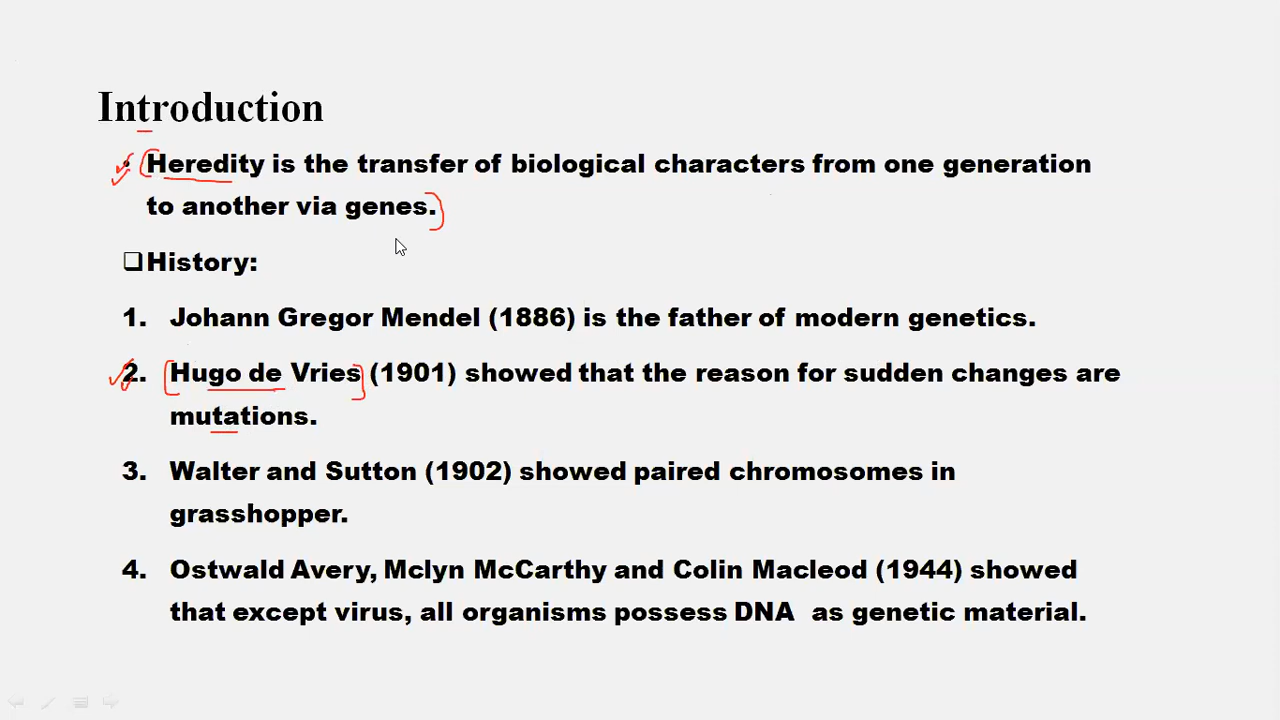 Introduction
• Heredity is the transfer of biological characters from one generation
to another via genes.
❑History:
1. Johann Gregor Mendel (1886) is the father of modern genetics.
2. Hugo de Vries (1901) showed that the reason for sudden changes are
mutations.
3. Walter and Sutton (1902) showed paired chromosomes in
grasshopper.
4. Ostwald Avery, Mclyn McCarthy and Colin Macleod (1944) showed
that except virus, all organisms possess DNA as genetic material.